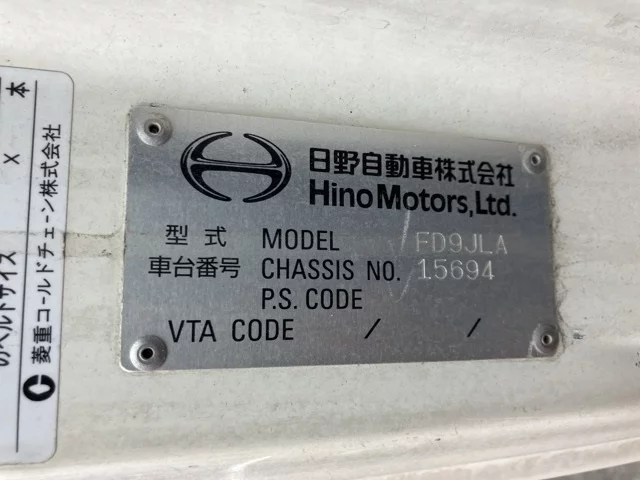 日野自動車株式会社
Hino Motors, Ltd.
型式 MODEL FD9JLA
車台番号 CHASSIS NO. 15694
P.S. CODE
VTA CODE / /
本
x
のベルトサイズ
菱重コールドチェーン株式会社